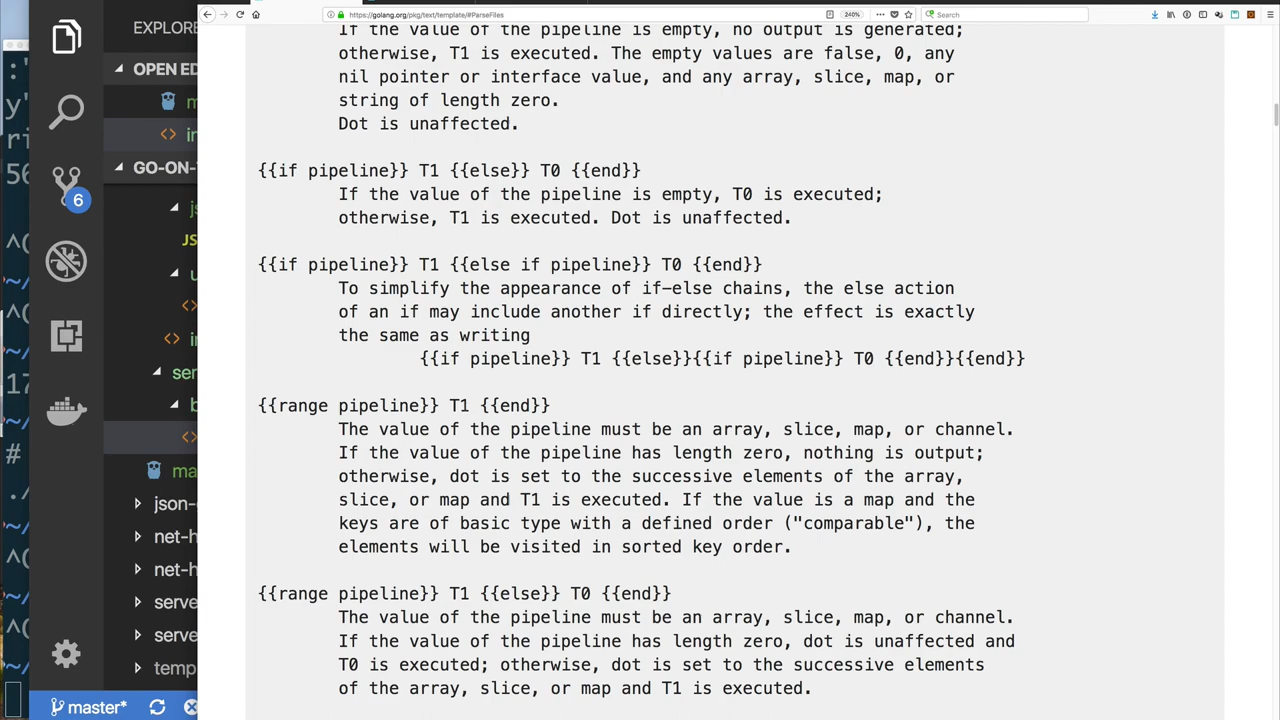 https://golang.org/pkg/text/template/#ParseFiles
240%
Search
EXPLORE
OPEN ED
GO-ON-
JS
ser
json-
net-h
net-h
serve
serve
temp
6
master*
If the value of the pipeline is empty, no output is generated;
otherwise, T1 is executed. The empty values are false, 0, any
nil pointer or interface value, and any array, slice, map, or
string of length zero.
Dot is unaffected.
{{if pipeline}} T1 {{else}} T0 {{end}}
If the value of the pipeline is empty, T0 is executed;
otherwise, T1 is executed. Dot is unaffected.
{{if pipeline}} T1 {{else if pipeline}} T0 {{end}}
To simplify the appearance of if-else chains, the else action
of an if may include another if directly; the effect is exactly
the same as writing
{{if pipeline}} T1 {{else}}{{if pipeline}} T0 {{end}}{{end}}
{{range pipeline}} T1 {{end}}
The value of the pipeline must be an array, slice, map, or channel.
If the value of the pipeline has length zero, nothing is output;
otherwise, dot is set to the successive elements of the array,
slice, or map and T1 is executed. If the value is a map and the
keys are of basic type with a defined order ("comparable"), the
elements will be visited in sorted key order.
{{range pipeline}} T1 {{else}} T0 {{end}}
The value of the pipeline must be an array, slice, map, or channel.
If the value of the pipeline has length zero, dot is unaffected and
T0 is executed; otherwise, dot is set to the successive elements
of the array, slice, or map and T1 is executed.